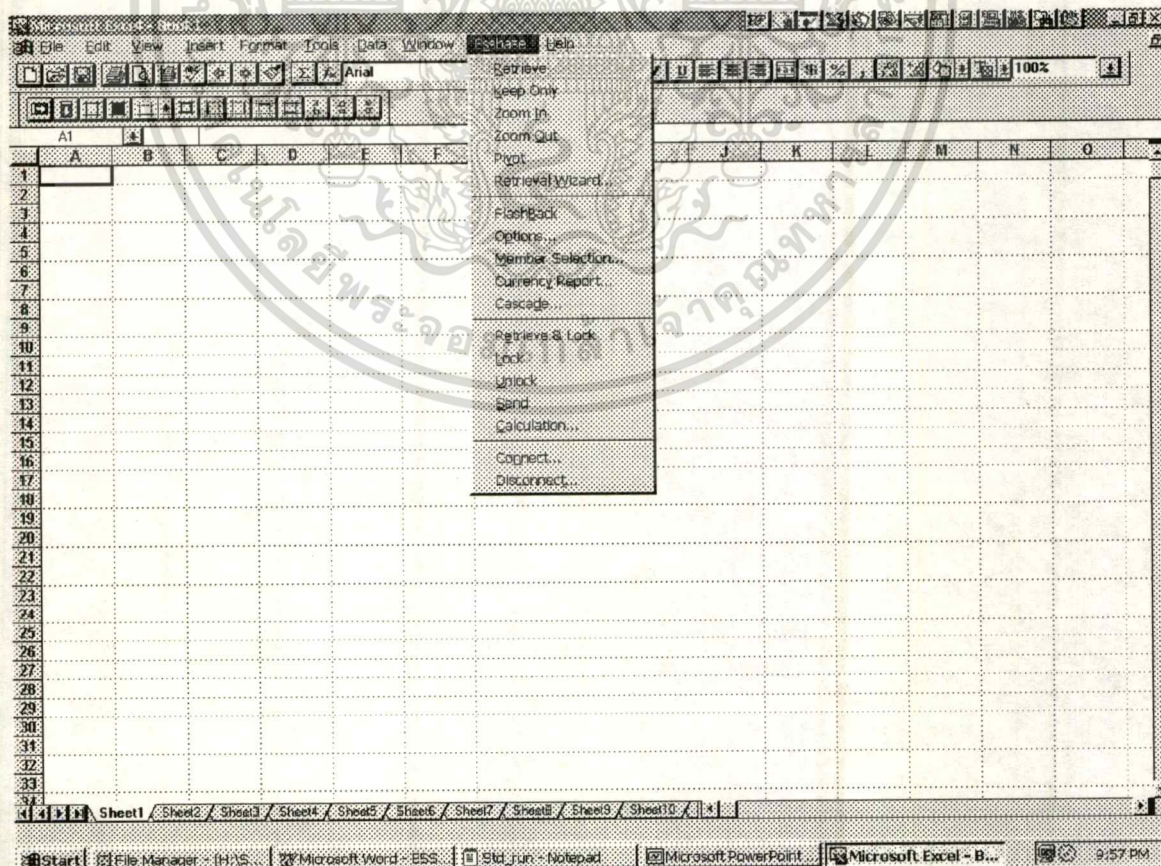 Microsoft Excel - Book1
File Edit View Insert Format Tools Data Window Essbase Help
Arial
100%
A1
A B C D E F J K L M N O
Retrieve
Keep Only
Zoom In
Zoom Out
Pivot
Retrieval Wizard...
FlashBack
Options...
Member Selection...
Currency Report...
Cascade...
Retrieve & Lock
Lock
Unlock
Send
Calculation...
Connect...
Disconnect...
1
2
3
4
5
6
7
8
9
10
11
12
13
14
15
16
17
18
19
20
21
22
23
24
25
26
27
28
29
30
31
32
33
34
Sheet1 Sheet2 Sheet3 Sheet4 Sheet5 Sheet6 Sheet7 Sheet8 Sheet9 Sheet10
Start File Manager - [H:\S... Microsoft Word - ESS... Std_run - Notepad Microsoft PowerPoint ... Microsoft Excel - B... 9:57 PM